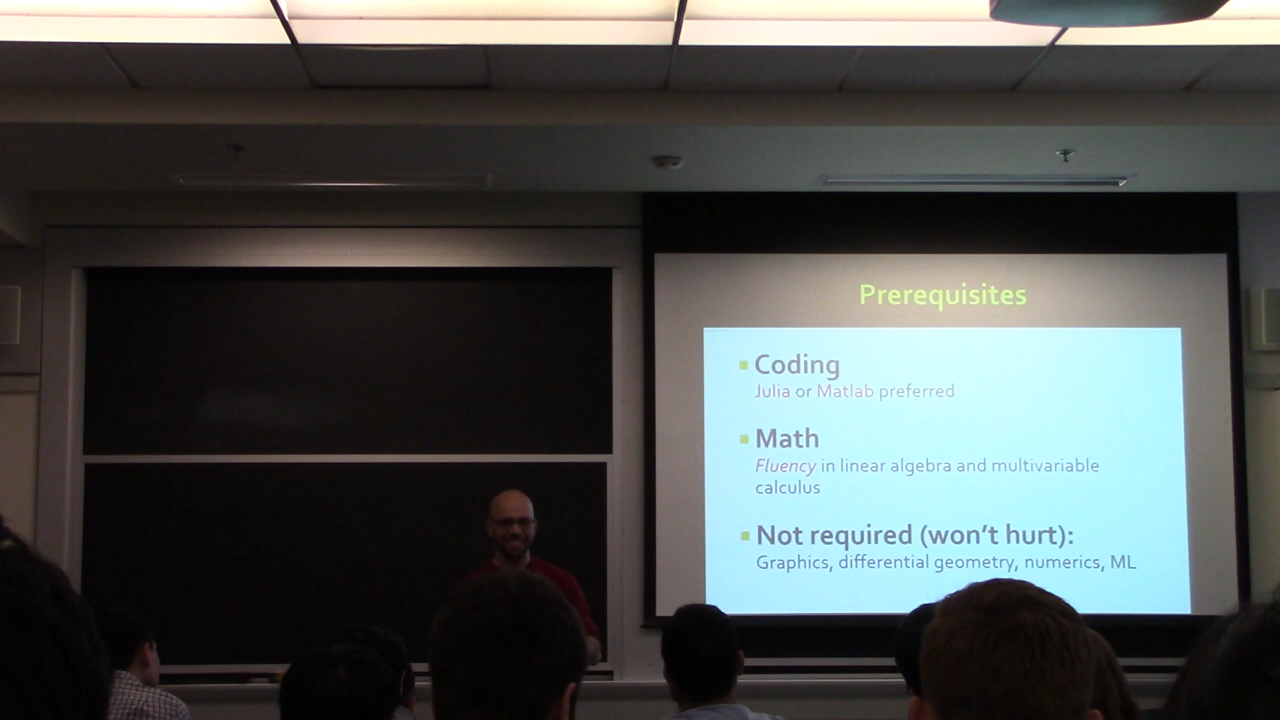 Prerequisites
Coding
Julia or Matlab preferred
Math
Fluency in linear algebra and multivariable
calculus
Not required (won't hurt):
Graphics, differential geometry, numerics, ML